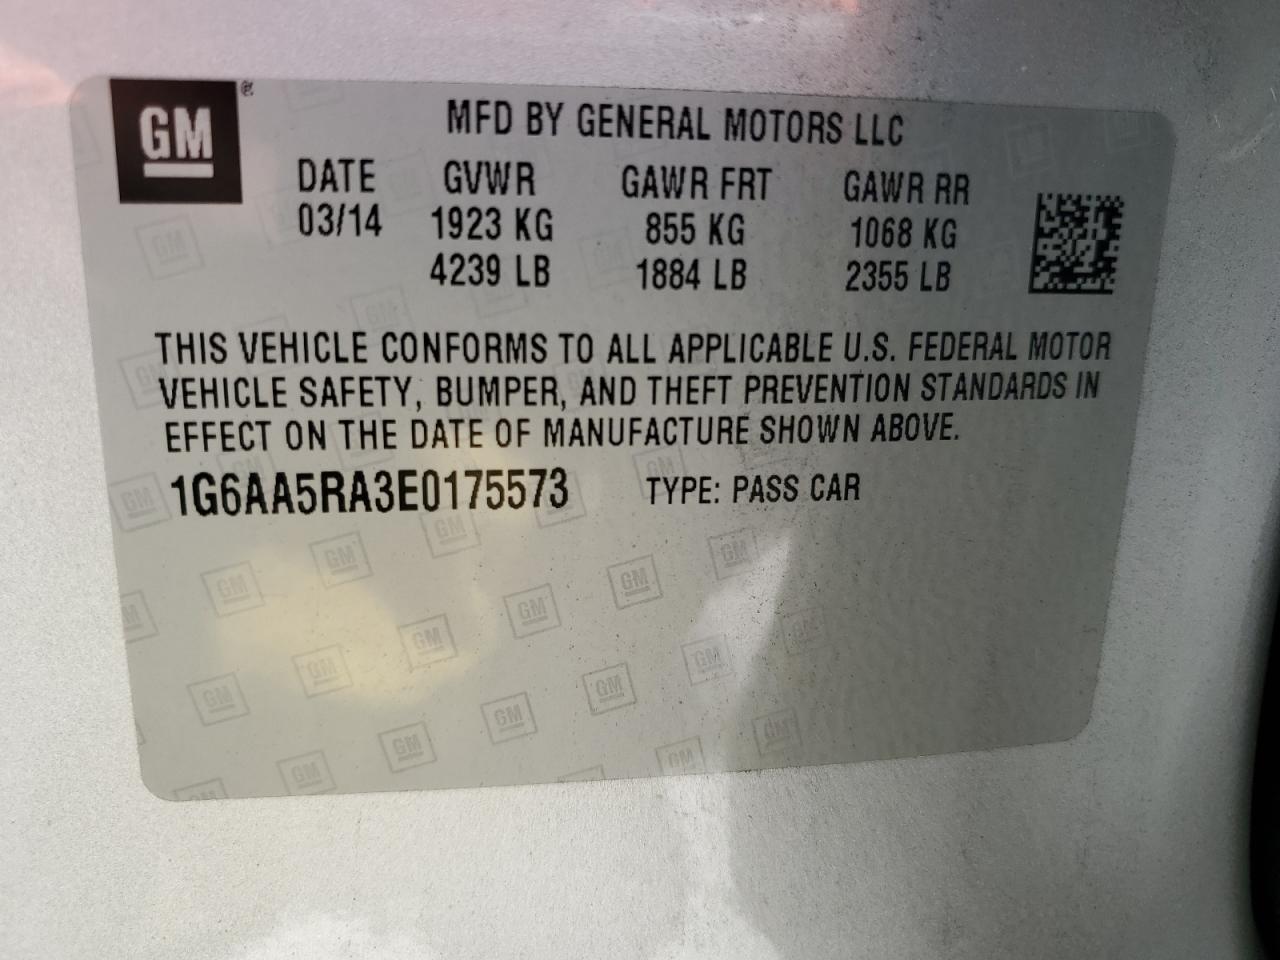 GM ®
MFD BY GENERAL MOTORS LLC
DATE GVWR GAWR FRT GAWR RR
03/14 1923 KG 855 KG 1068 KG
4239 LB 1884 LB 2355 LB
THIS VEHICLE CONFORMS TO ALL APPLICABLE U.S. FEDERAL MOTOR
VEHICLE SAFETY, BUMPER, AND THEFT PREVENTION STANDARDS IN
EFFECT ON THE DATE OF MANUFACTURE SHOWN ABOVE.
1G6AA5RA3E0175573 TYPE: PASS CAR